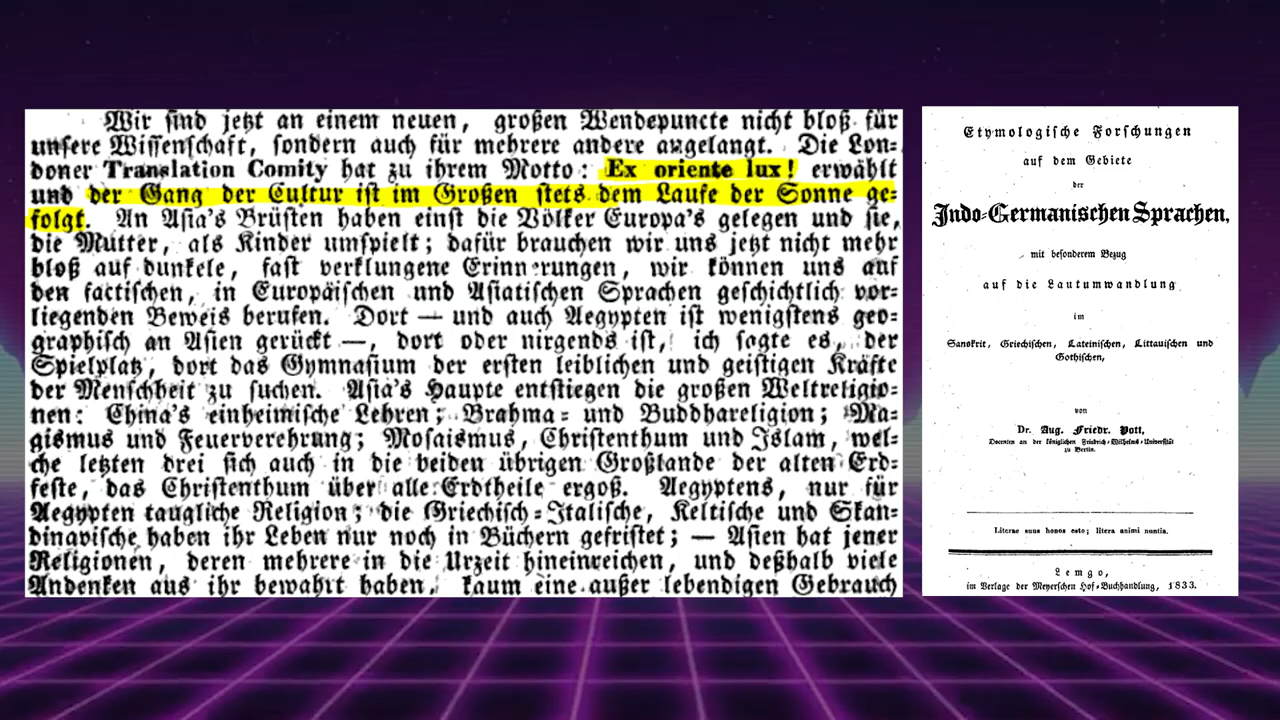 Wir sind jetzt an einem neuen, großen Wendepuncte nicht bloß für
unsere Wissenschaft, sondern auch für mehrere andere angelangt. Die Lon-
doner Translation Comity hat zu ihrem Motto: Ex oriente lux! erwählt
und der Gang der Cultur ist im Großen stets dem Laufe der Sonne ge-
folgt. An Asia's Brüsten haben einst die Völker Europa's gelegen und sie,
die Mutter, als Kinder umspielt; dafür brauchen wir uns jetzt nicht mehr
bloß auf dunkele, fast verklungene Erinnerungen, wir können uns auf
den factischen, in Europäischen und Asiatischen Sprachen geschichtlich vor-
liegenden Beweis berufen. Dort — und auch Aegypten ist wenigstens geo-
graphisch an Asien gerückt —, dort oder nirgends ist, ich sagte es, der
Spielplatz, dort das Gymnasium der ersten leiblichen und geistigen Kräfte
der Menschheit zu suchen. Asia's Haupte entstiegen die großen Weltreligio-
nen: China's einheimische Lehren; Brahma- und Buddhareligion; Ma-
gismus und Feuerverehrung; Mosaismus, Christenthum und Islam, wel-
che letzten drei sich auch in die beiden übrigen Großlande der alten Erd-
feste, das Christenthum über alle Erdtheile ergoß. Aegyptens, nur für
Aegypten taugliche Religion; die Griechisch-Italische, Keltische und Skan-
dinavische haben ihr Leben nur noch in Büchern gefristet; — Asien hat jener
Religionen, deren mehrere in die Urzeit hineinreichen, und deßhalb viele
Andenken aus ihr bewahrt haben, kaum eine außer lebendigen Gebrauch
Etymologische Forschungen
auf dem Gebiete
der
Indo-Germanischen Sprachen,
mit besonderem Bezug
auf die Lautumwandlung
im
Sanskrit, Griechischen, Lateinischen, Littauischen und
Gothischen,
von
Dr. Aug. Friedr. Pott,
Docenten an der königlichen Friedrich-Wilhelms-Universität
zu Berlin.
Literae suus honos esto; litera animi nuntia.
Lemgo,
im Verlage der Meyerschen Hof-Buchhandlung, 1833.